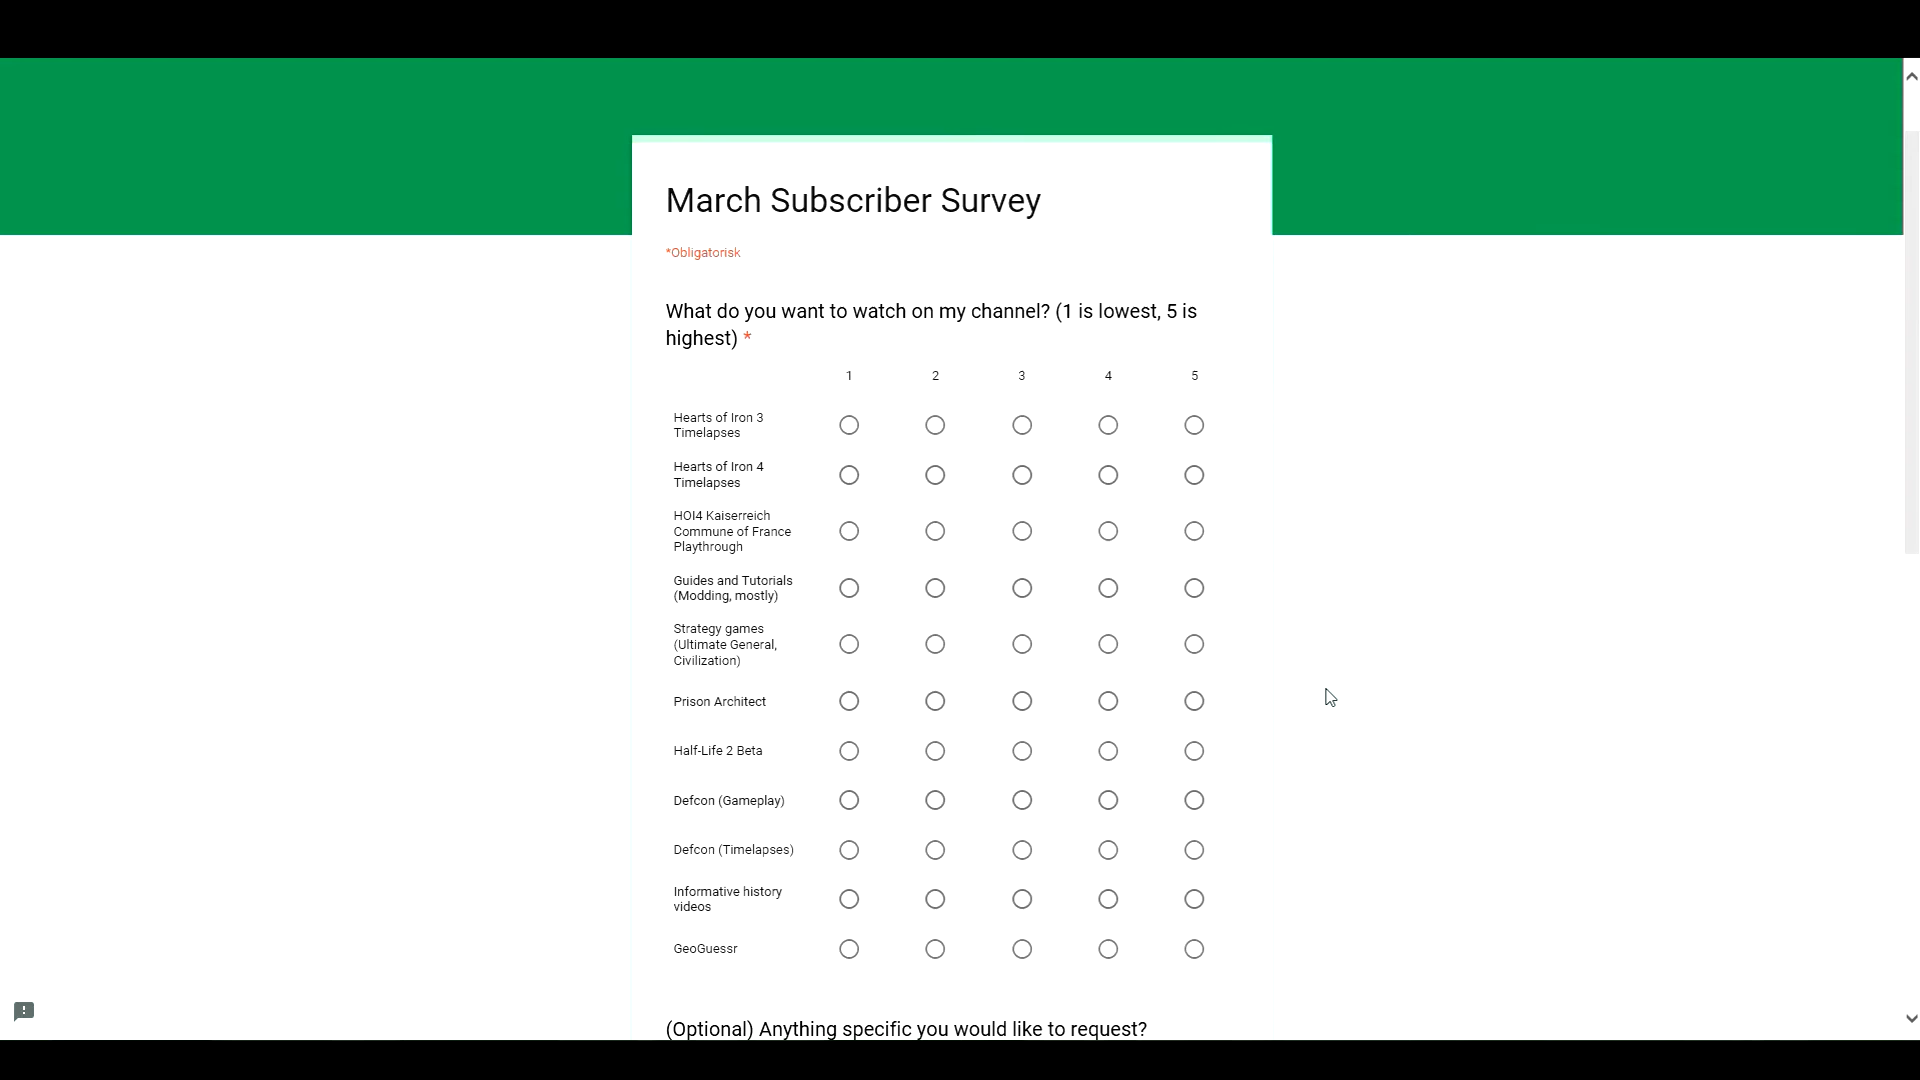 March Subscriber Survey
*Obligatorisk
What do you want to watch on my channel? (1 is lowest, 5 is
highest) *
1 2 3 4 5
Hearts of Iron 3
Timelapses
Hearts of Iron 4
Timelapses
HOI4 Kaiserreich
Commune of France
Playthrough
Guides and Tutorials
(Modding, mostly)
Strategy games
(Ultimate General,
Civilization)
Prison Architect
Half-Life 2 Beta
Defcon (Gameplay)
Defcon (Timelapses)
Informative history
videos
GeoGuessr
(Optional) Anything specific you would like to request?